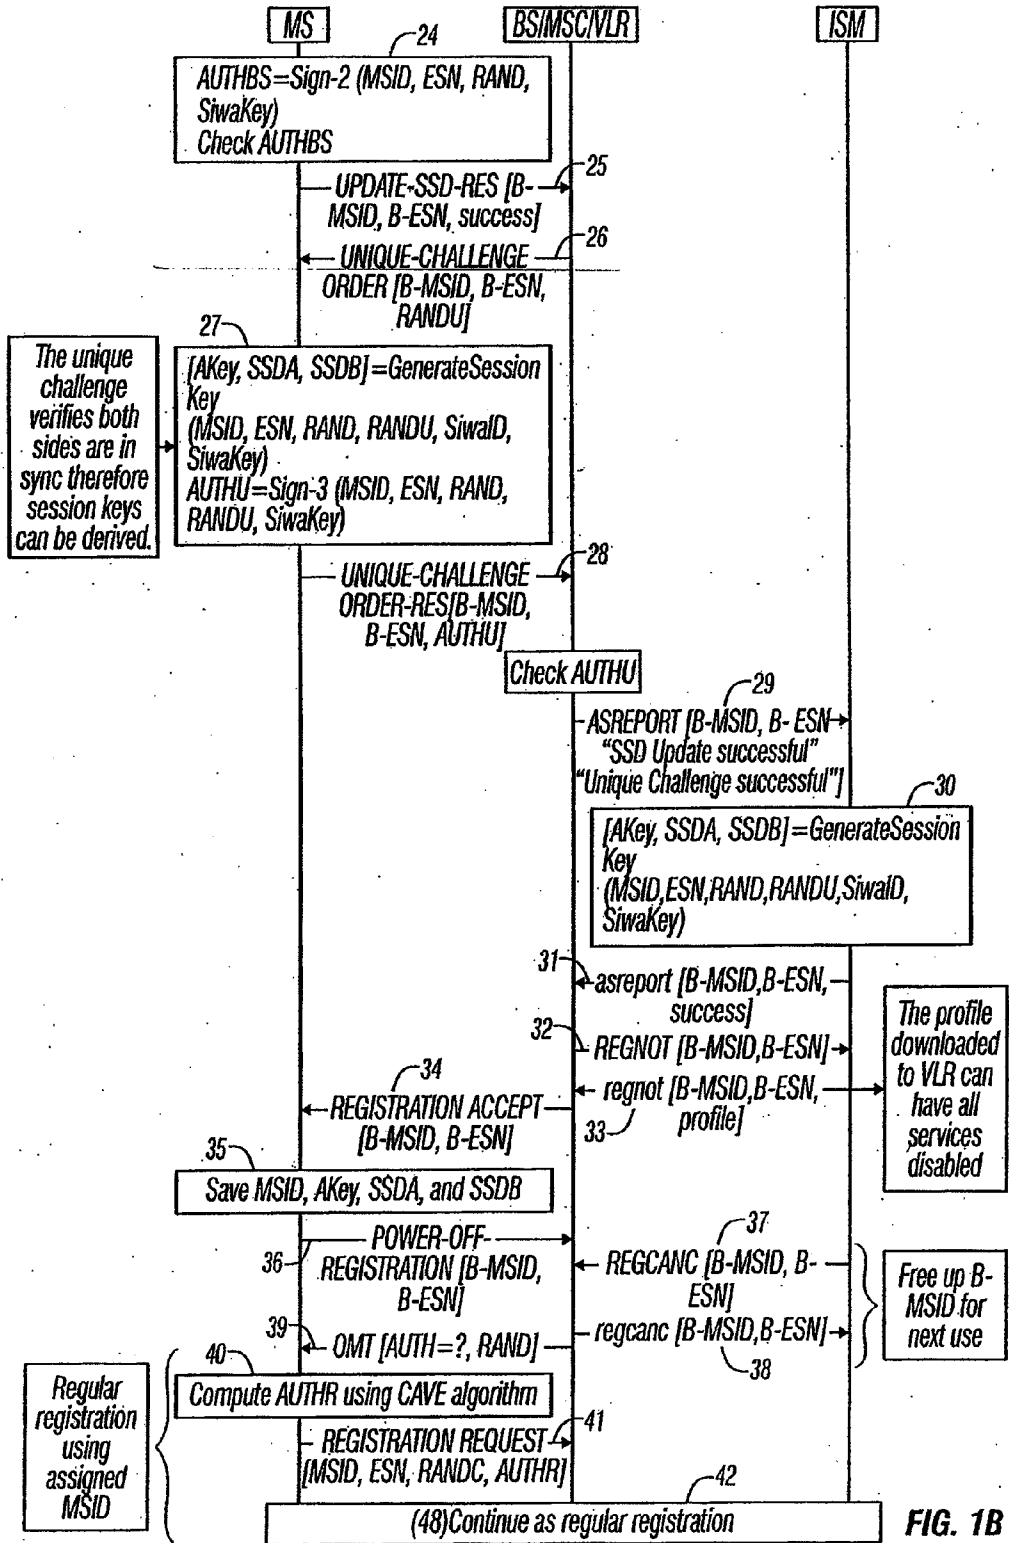 MS
BS/MSC/VLR
ISM
24
AUTHBS=Sign-2 (MSID, ESN, RAND,
SiwaKey)
Check AUTHBS
25
UPDATE-SSD-RES [B-
MSID, B-ESN, success]
26
UNIQUE-CHALLENGE
ORDER [B-MSID, B-ESN,
RANDU]
27
The unique
challenge
verifies both
sides are in
sync therefore
session keys
can be derived.
[AKey, SSDA, SSDB]=GenerateSession
Key
(MSID, ESN, RAND, RANDU, SiwaID,
SiwaKey)
AUTHU=Sign-3 (MSID, ESN, RAND,
RANDU, SiwaKey)
28
UNIQUE-CHALLENGE
ORDER-RES[B-MSID,
B-ESN, AUTHU]
Check AUTHU
29
ASREPORT [B-MSID, B- ESN
"SSD Update successful"
"Unique Challenge successful"]
30
[AKey, SSDA, SSDB]=GenerateSession
Key
(MSID,ESN,RAND,RANDU,SiwaID,
SiwaKey)
31
asreport [B-MSID,B-ESN,
success]
32
REGNOT [B-MSID,B-ESN]
33
regnot [B-MSID,B-ESN,
profile]
The profile
downloaded
to VLR can
have all
services
disabled
34
REGISTRATION ACCEPT
[B-MSID, B-ESN]
35
Save MSID, AKey, SSDA, and SSDB
36
POWER-OFF-
REGISTRATION [B-MSID,
B-ESN]
37
REGCANC [B-MSID, B-
ESN]
Free up B-
MSID for
next use
38
regcanc [B-MSID,B-ESN]
39
OMT [AUTH=?, RAND]
40
Compute AUTHR using CAVE algorithm
Regular
registration
using
assigned
MSID
41
REGISTRATION REQUEST
[MSID, ESN, RANDC, AUTHR]
42
(48)Continue as regular registration
FIG. 1B